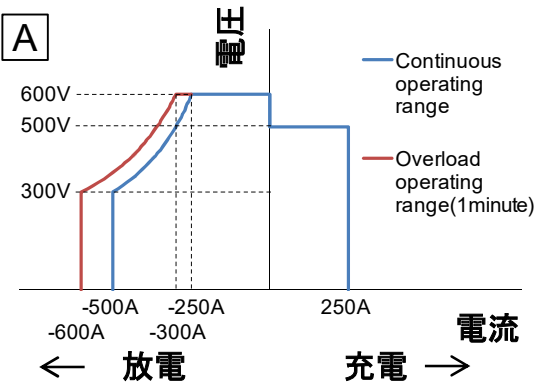 A
電圧
600V
500V
300V
Continuous
operating
range
Overload
operating
range(1minute)
-500A
-250A
250A
-600A
-300A
電流
← 放電
充電 →